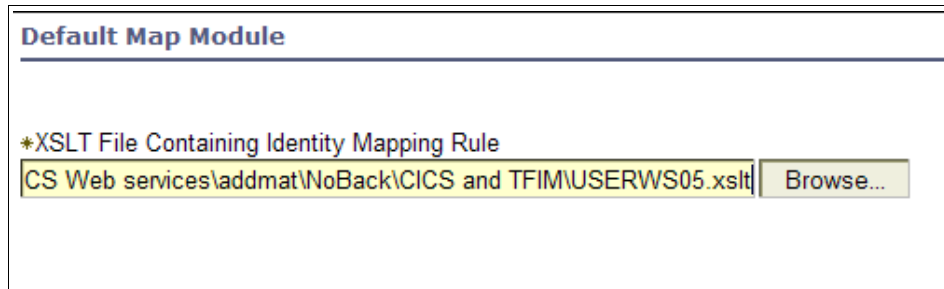 Default Map Module
*XSLT File Containing Identity Mapping Rule
CS Web services\addmat\NoBack\CICS and TFIM\USERWS05.xslt Browse...